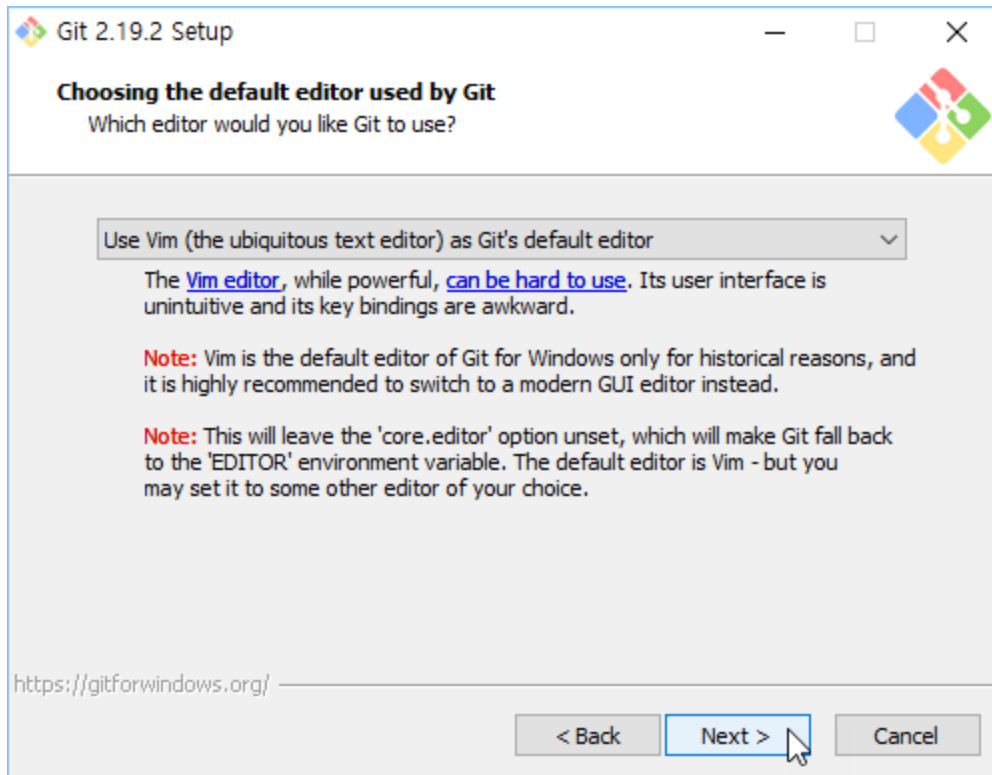 Git 2.19.2 Setup
Choosing the default editor used by Git
Which editor would you like Git to use?
Use Vim (the ubiquitous text editor) as Git's default editor
The Vim editor, while powerful, can be hard to use. Its user interface is
unintuitive and its key bindings are awkward.
Note: Vim is the default editor of Git for Windows only for historical reasons, and
it is highly recommended to switch to a modern GUI editor instead.
Note: This will leave the 'core.editor' option unset, which will make Git fall back
to the 'EDITOR' environment variable. The default editor is Vim - but you
may set it to some other editor of your choice.
https://gitforwindows.org/
< Back
Next >
Cancel